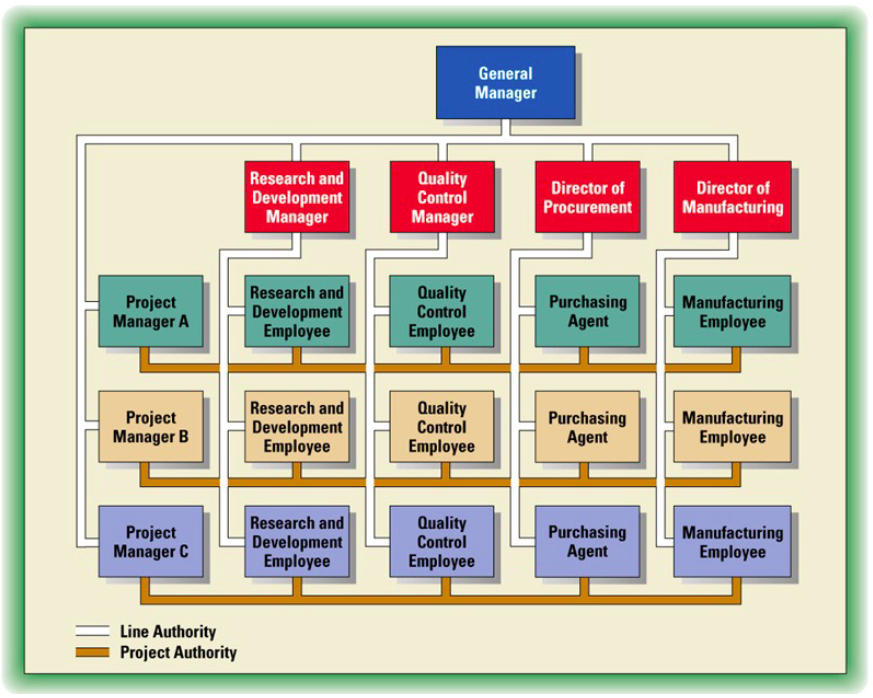 General
Manager
Research and
Development
Manager
Quality
Control
Manager
Director of
Procurement
Director of
Manufacturing
Project
Manager A
Research and
Development
Employee
Quality
Control
Employee
Purchasing
Agent
Manufacturing
Employee
Project
Manager B
Research and
Development
Employee
Quality
Control
Employee
Purchasing
Agent
Manufacturing
Employee
Project
Manager C
Research and
Development
Employee
Quality
Control
Employee
Purchasing
Agent
Manufacturing
Employee
Line Authority
Project Authority